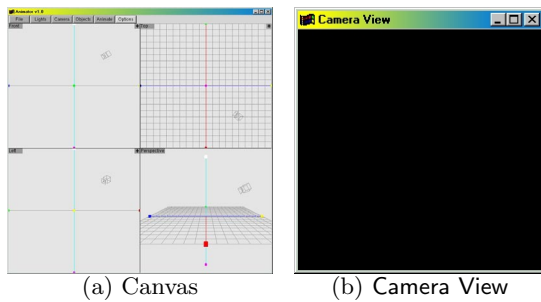 Animator v1.0
File Lights Camera Objects Animate Options
Front
Top
Left
Perspective
(a) Canvas
Camera View
(b) Camera View